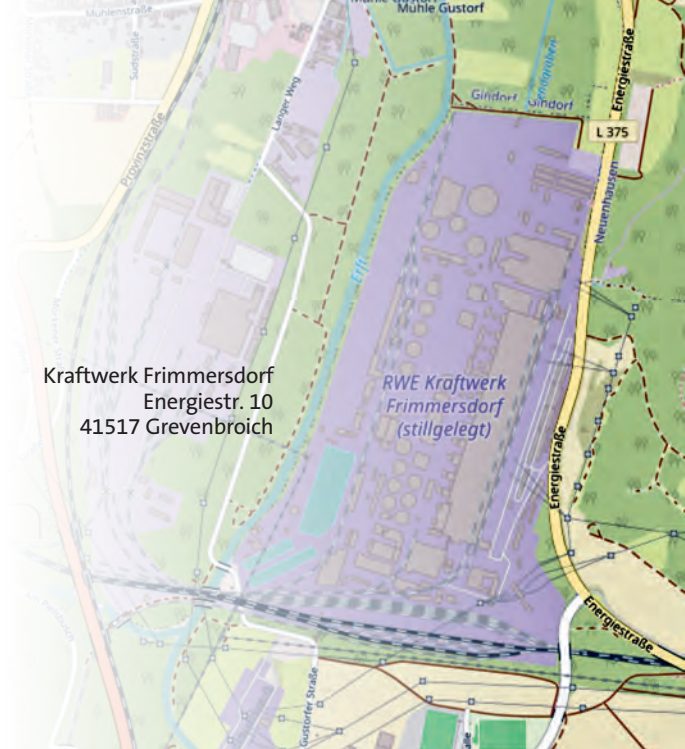 Mühle Gustorf
Mühlenstraße
Südstraße
Provinzstraße
Langer Weg
Energiestraße
Gindorf Gindorf
L 375
Neuenhausen
Erft
Kraftwerk Frimmersdorf
Energiestr. 10
41517 Grevenbroich
RWE Kraftwerk
Frimmersdorf
(stillgelegt)
Energiestraße
Energiestraße
Gustorfer Straße